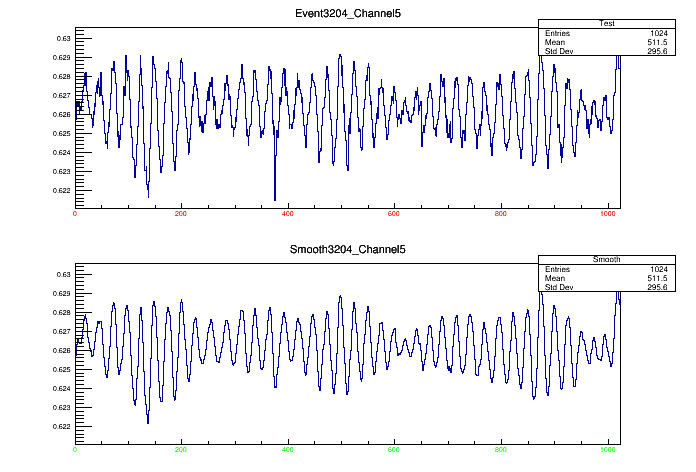 Event3204_Channel5
Test
Entries 1024
Mean 511.5
Std Dev 295.6
0.63
0.629
0.628
0.627
0.626
0.625
0.624
0.623
0.622
0 200 400 600 800 1000
Smooth3204_Channel5
Smooth
Entries 1024
Mean 511.5
Std Dev 295.6
0.63
0.629
0.628
0.627
0.626
0.625
0.624
0.623
0.622
0 200 400 600 800 1000